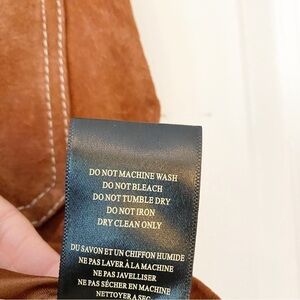 DO NOT MACHINE WASH
DO NOT BLEACH
DO NOT TUMBLE DRY
DO NOT IRON
DRY CLEAN ONLY
DU SAVON ET UN CHIFFON HUMIDE
NE PAS LAVER À LA MACHINE
NE PAS JAVELLISER
NE PAS SÉCHER EN MACHINE
NETTOYER A SEC